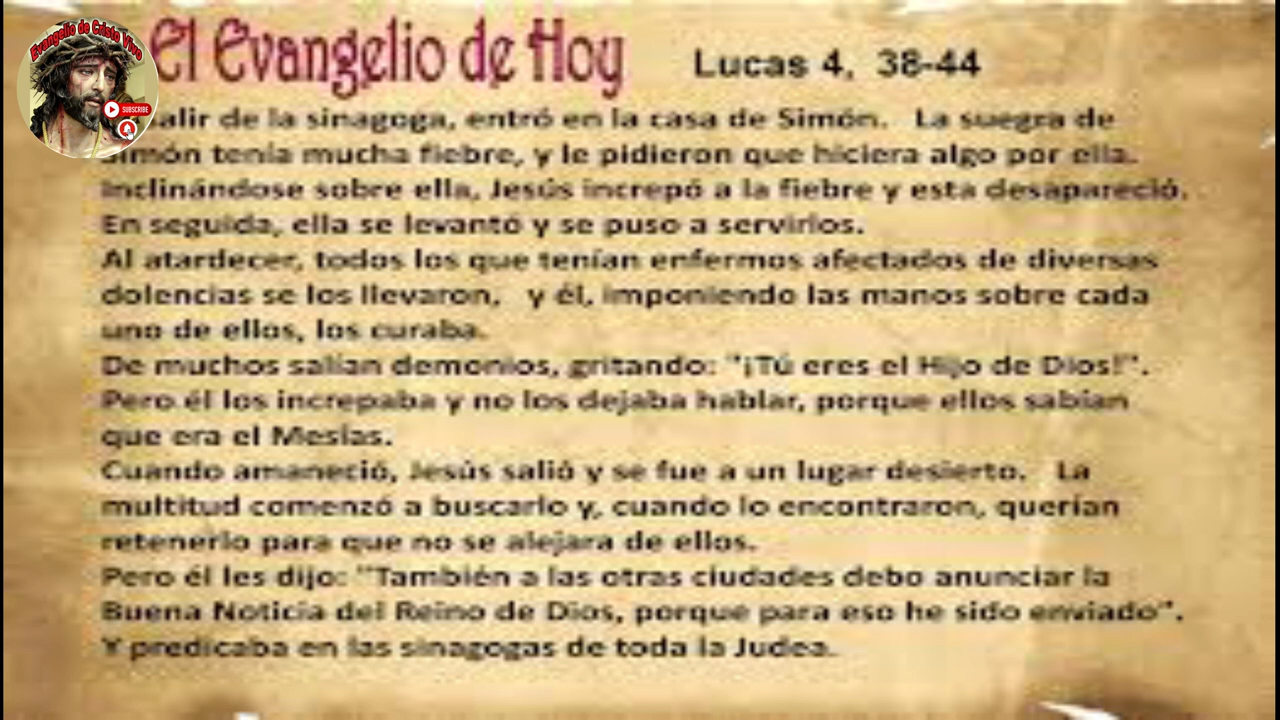 Evangelio de Cristo Vivo
SUBSCRIBE
El Evangelio de Hoy
Lucas 4, 38-44
salir de la sinagoga, entró en la casa de Simón. La suegra de
Simón tenía mucha fiebre, y le pidieron que hiciera algo por ella.
Inclinándose sobre ella, Jesús increpó a la fiebre y esta desapareció.
En seguida, ella se levantó y se puso a servirlos.
Al atardecer, todos los que tenían enfermos afectados de diversas
dolencias se los llevaron, y él, imponiendo las manos sobre cada
uno de ellos, los curaba.
De muchos salían demonios, gritando: "¡Tú eres el Hijo de Dios!".
Pero él los increpaba y no los dejaba hablar, porque ellos sabían
que era el Mesías.
Cuando amaneció, Jesús salió y se fue a un lugar desierto. La
multitud comenzó a buscarlo y, cuando lo encontraron, querían
retenerlo para que no se alejara de ellos.
Pero él les dijo: "También a las otras ciudades debo anunciar la
Buena Noticia del Reino de Dios, porque para eso he sido enviado".
Y predicaba en las sinagogas de toda la Judea.